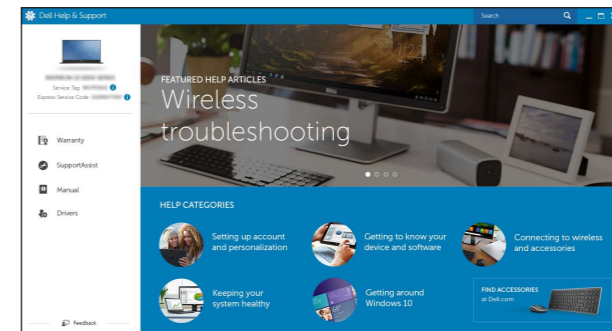 Dell Help & Support
Search
Service Tag:
Express Service Code:
Warranty
SupportAssist
Manual
Drivers
Feedback
FEATURED HELP ARTICLES
Wireless
troubleshooting
HELP CATEGORIES
Setting up account
and personalization
Getting to know your
device and software
Connecting to wireless
and accessories
Keeping your
system healthy
Getting around
Windows 10
FIND ACCESSORIES
at Dell.com